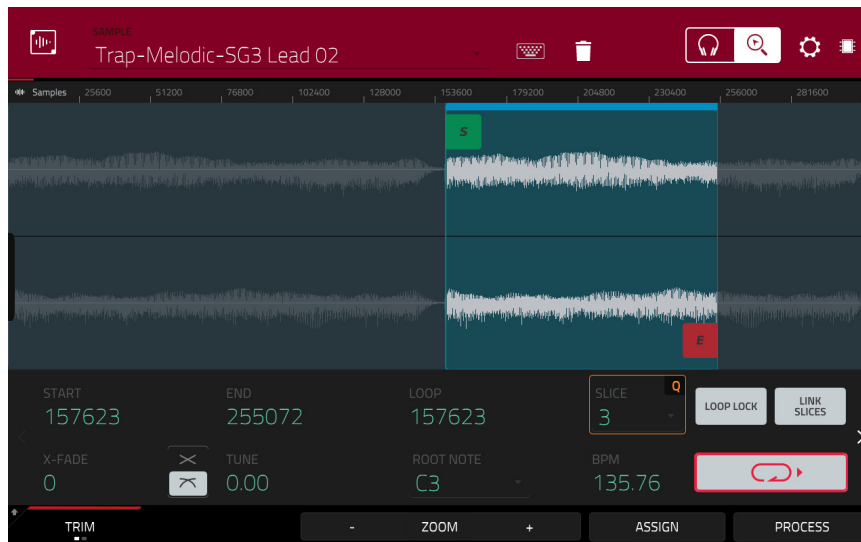 SAMPLE
Trap-Melodic-SG3 Lead 02
Samples 25600 51200 76800 102400 128000 153600 179200 204800 230400 256000 281600
S
E
START END LOOP SLICE Q
157623 255072 157623 3 LOOP LOCK LINK SLICES
X-FADE TUNE ROOT NOTE BPM
0 0.00 C3 135.76
TRIM - ZOOM + ASSIGN PROCESS